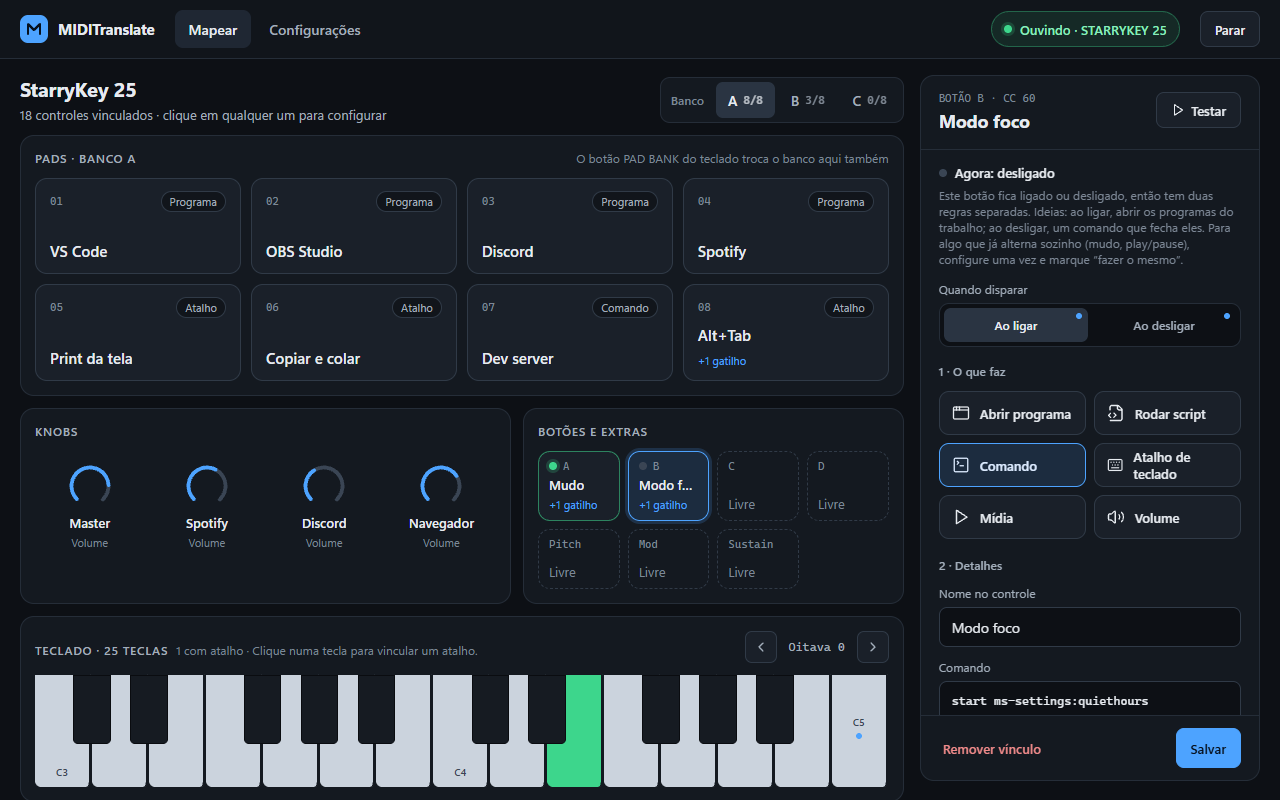 MIDITranslate
Mapear
Configurações
Ouvindo · STARRYKEY 25
Parar
StarryKey 25
18 controles vinculados · clique em qualquer um para configurar
Banco
A 8/8
B 3/8
C 0/8
PADS · BANCO A
O botão PAD BANK do teclado troca o banco aqui também
01
Programa
VS Code
02
Programa
OBS Studio
03
Programa
Discord
04
Programa
Spotify
05
Atalho
Print da tela
06
Atalho
Copiar e colar
07
Comando
Dev server
08
Atalho
Alt+Tab
+1 gatilho
KNOBS
Master
Volume
Spotify
Volume
Discord
Volume
Navegador
Volume
BOTÕES E EXTRAS
A
Mudo
+1 gatilho
B
Modo f...
+1 gatilho
C
Livre
D
Livre
Pitch
Livre
Mod
Livre
Sustain
Livre
TECLADO · 25 TECLAS
1 com atalho · Clique numa tecla para vincular um atalho.
Oitava 0
C3
C4
C5
BOTÃO B · CC 60
Modo foco
Testar
Agora: desligado
Este botão fica ligado ou desligado, então tem duas
regras separadas. Ideias: ao ligar, abrir os programas do
trabalho; ao desligar, um comando que fecha eles. Para
algo que já alterna sozinho (mudo, play/pause),
configure uma vez e marque "fazer o mesmo".
Quando disparar
Ao ligar
Ao desligar
1 · O que faz
Abrir programa
Rodar script
Comando
Atalho de
teclado
Mídia
Volume
2 · Detalhes
Nome no controle
Modo foco
Comando
start ms-settings:quiethours
Remover vínculo
Salvar